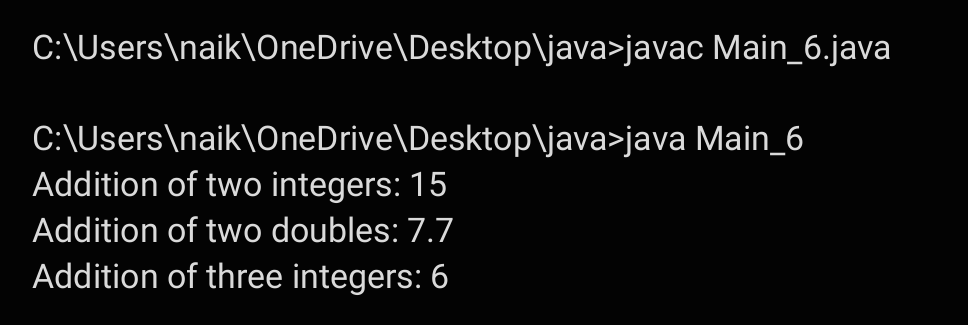 C:\Users\naik\OneDrive\Desktop\java>javac Main_6.java
C:\Users\naik\OneDrive\Desktop\java>java Main_6
Addition of two integers: 15
Addition of two doubles: 7.7
Addition of three integers: 6